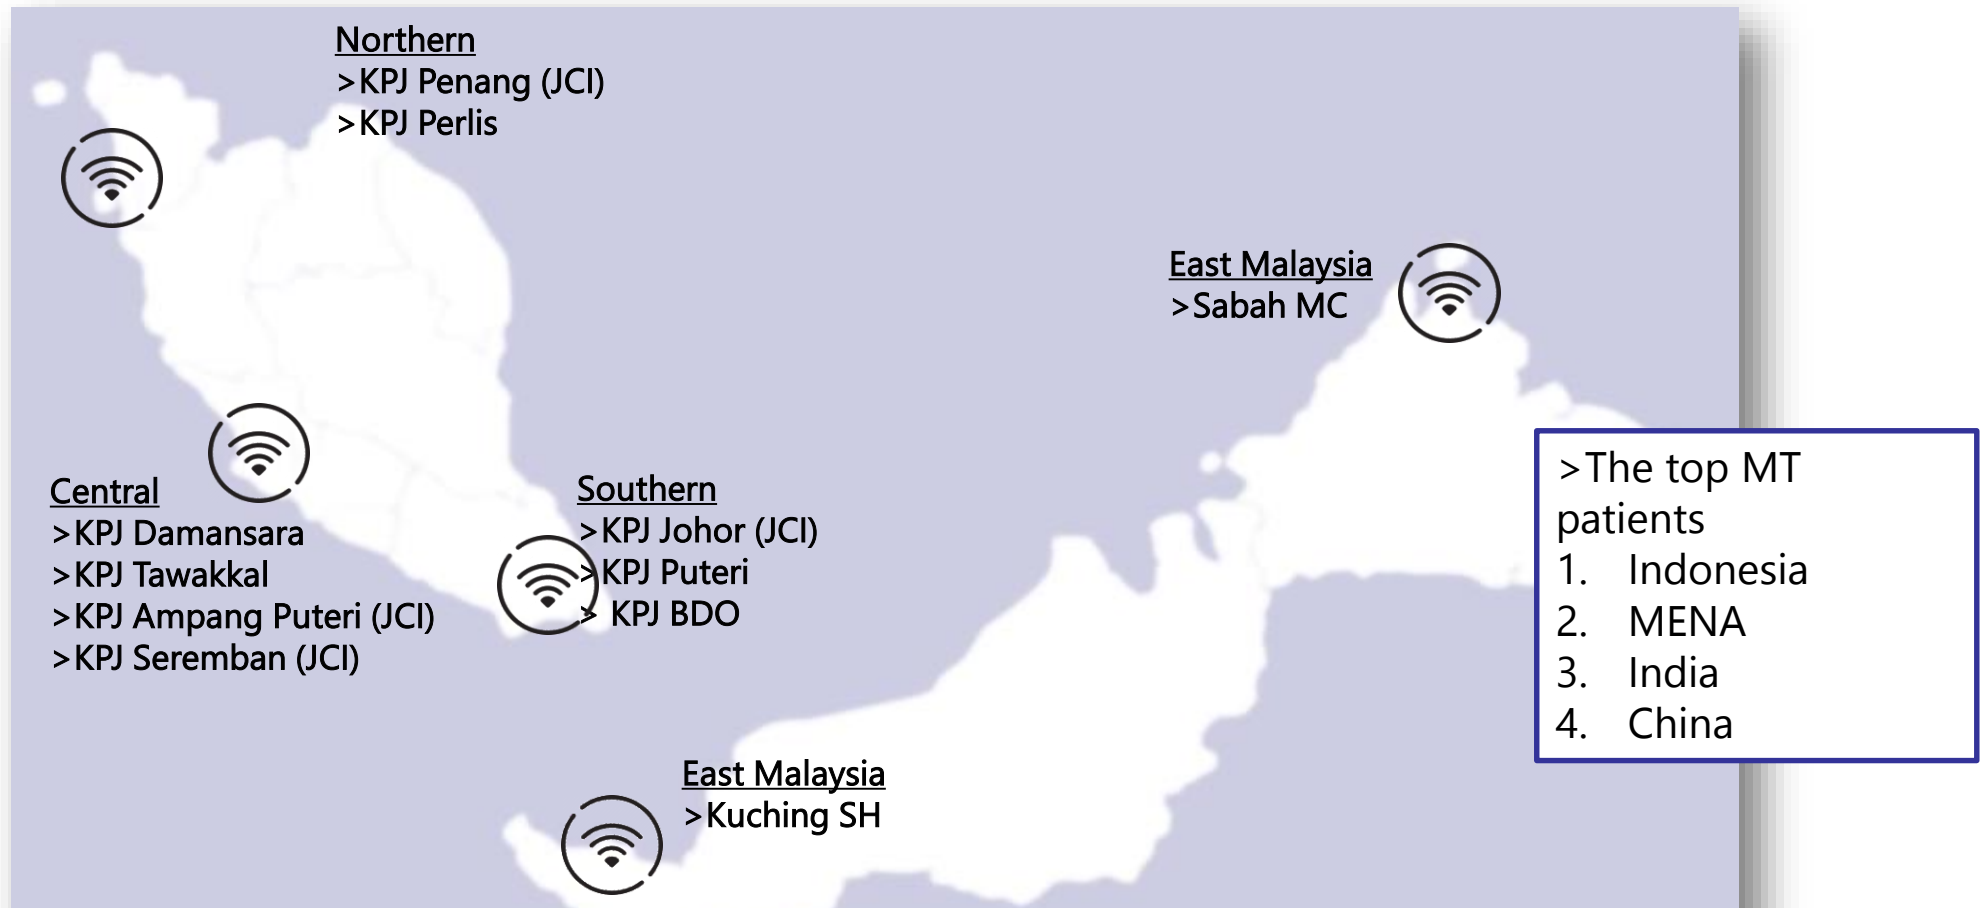 Northern
>KPJ Penang (JCI)
>KPJ Perlis
East Malaysia
>Sabah MC
Central
>KPJ Damansara
>KPJ Tawakkal
>KPJ Ampang Puteri (JCI)
>KPJ Seremban (JCI)
Southern
>KPJ Johor (JCI)
>KPJ Puteri
> KPJ BDO
>The top MT
patients
1. Indonesia
2. MENA
3. India
4. China
East Malaysia
>Kuching SH